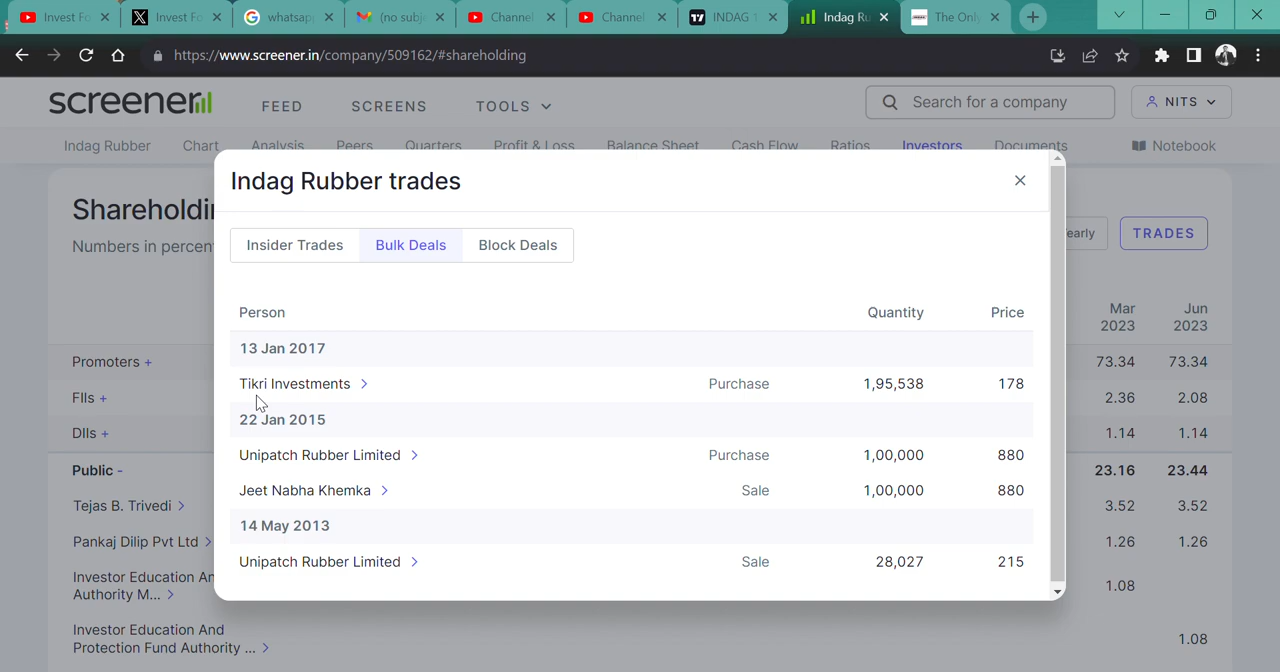 Invest Fo
Invest Fo
whatsap
(no subj
Channel
Channel
INDAG
Indag Ru
The Onl
https://www.screener.in/company/509162/#shareholding
screener
FEED
SCREENS
TOOLS
Search for a company
NITS
Indag Rubber
Chart
Analysis
Peers
Quarters
Profit & Loss
Balance Sheet
Cash Flow
Ratios
Investors
Documents
Notebook
Indag Rubber trades
Shareholdin
Numbers in percen
early
TRADES
Insider Trades
Bulk Deals
Block Deals
Person Quantity Price
Mar 2023
Jun 2023
13 Jan 2017
Promoters + 73.34 73.34
Tikri Investments > Purchase 1,95,538 178
FIIs + 2.36 2.08
22 Jan 2015
DIIs + 1.14 1.14
Unipatch Rubber Limited > Purchase 1,00,000 880
Public - 23.16 23.44
Jeet Nabha Khemka > Sale 1,00,000 880
Tejas B. Trivedi > 3.52 3.52
14 May 2013
Pankaj Dilip Pvt Ltd > 1.26 1.26
Unipatch Rubber Limited > Sale 28,027 215
Investor Education An
Authority M... > 1.08
Investor Education And
Protection Fund Authority ... > 1.08